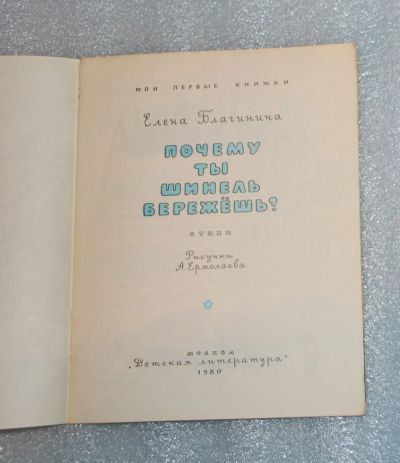 МОИ ПЕРВЫЕ КНИЖКИ
Елена Благинина
ПОЧЕМУ
ТЫ
ШИНЕЛЬ
БЕРЕЖЁШЬ?
СТИХИ
Рисунки
А. Ермолаева
МОСКВА
"Детская литература"
1980